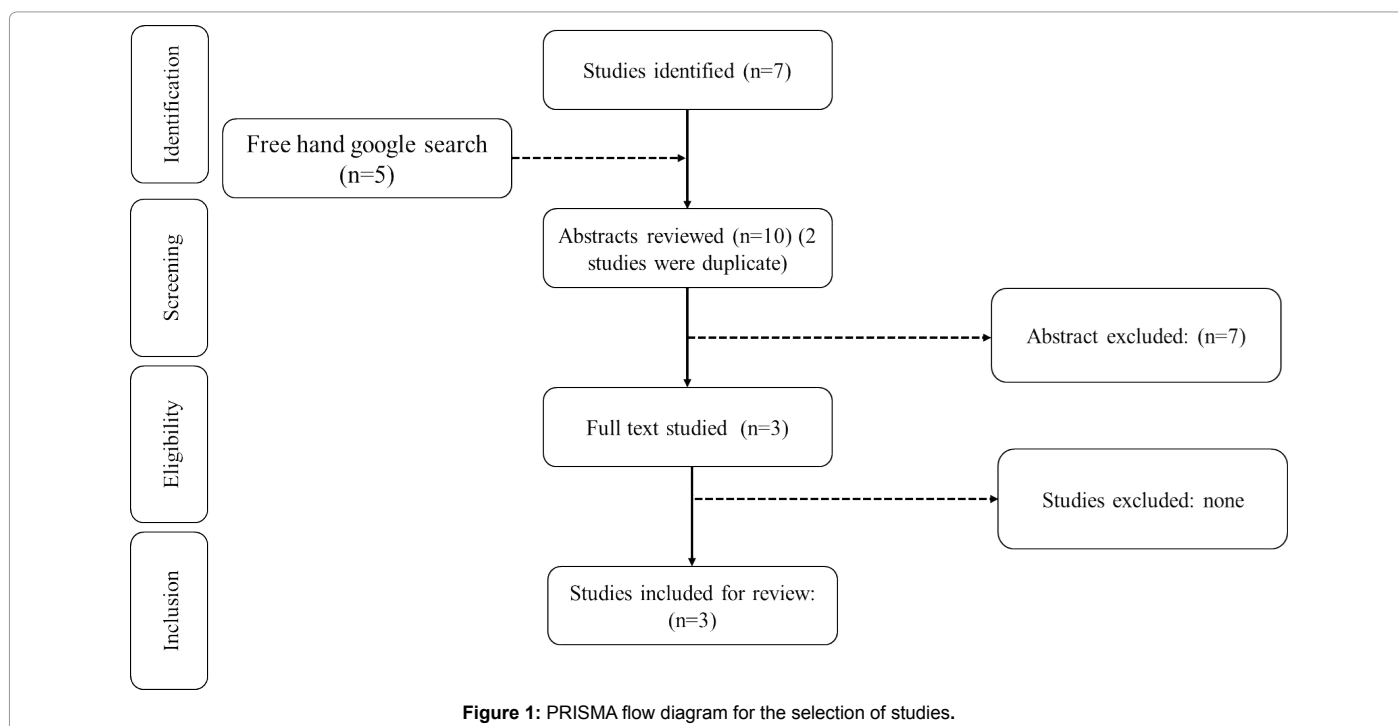 Identification
Studies identified (n=7)
Free hand google search
(n=5)
Screening
Abstracts reviewed (n=10) (2
studies were duplicate)
Abstract excluded: (n=7)
Eligibility
Full text studied (n=3)
Studies excluded: none
Inclusion
Studies included for review:
(n=3)
Figure 1: PRISMA flow diagram for the selection of studies.